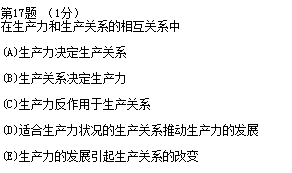 第17题 （1分）
在生产力和生产关系的相互关系中
(A)生产力决定生产关系
(B)生产关系决定生产力
(C)生产力反作用于生产关系
(D)适合生产力状况的生产关系推动生产力的发展
(E)生产力的发展引起生产关系的改变